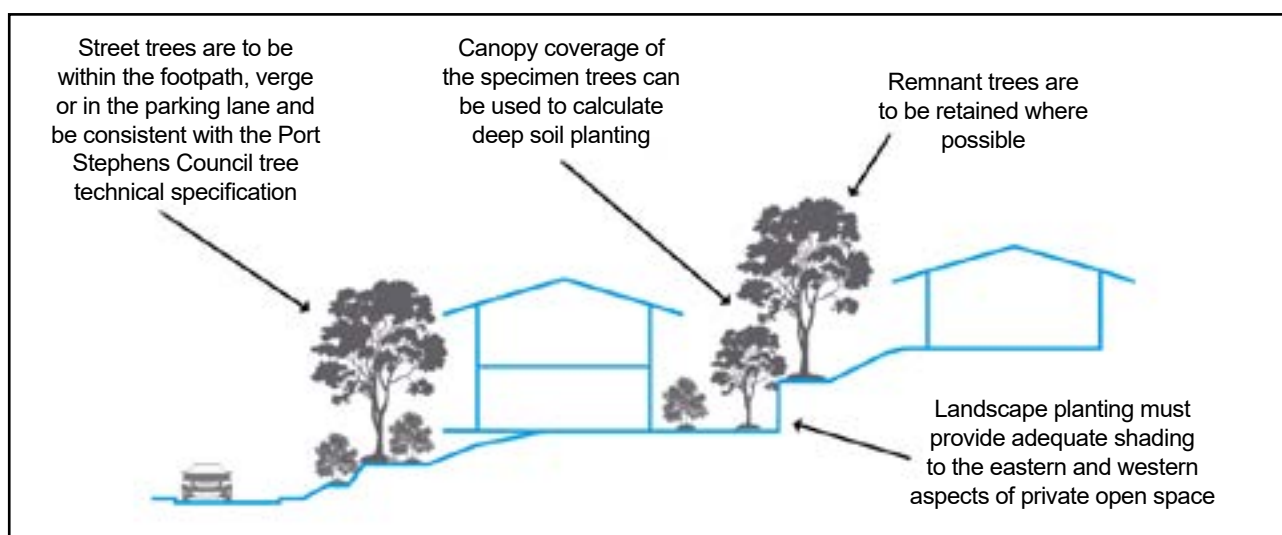 Street trees are to be
within the footpath, verge
or in the parking lane and
be consistent with the Port
Stephens Council tree
technical specification
Canopy coverage of
the specimen trees can
be used to calculate
deep soil planting
Remnant trees are
to be retained where
possible
Landscape planting must
provide adequate shading
to the eastern and western
aspects of private open space